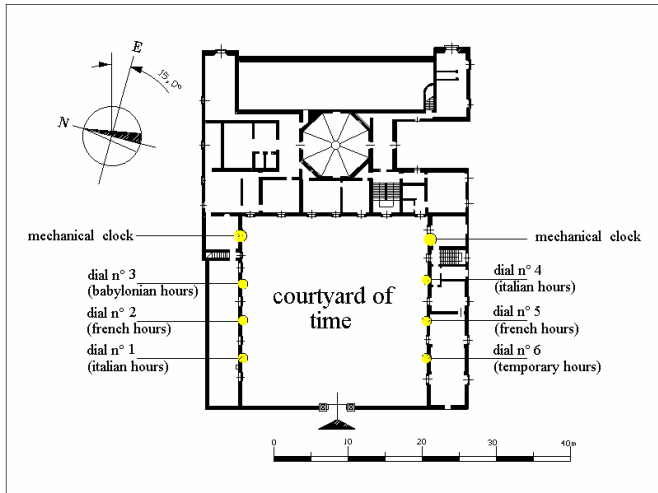 E
15,0°
N
mechanical clock
mechanical clock
dial n° 3
(babylonian hours)
dial n° 4
(italian hours)
courtyard of
time
dial n° 2
(french hours)
dial n° 5
(french hours)
dial n° 1
(italian hours)
dial n° 6
(temporary hours)
0 10 20 30 40m